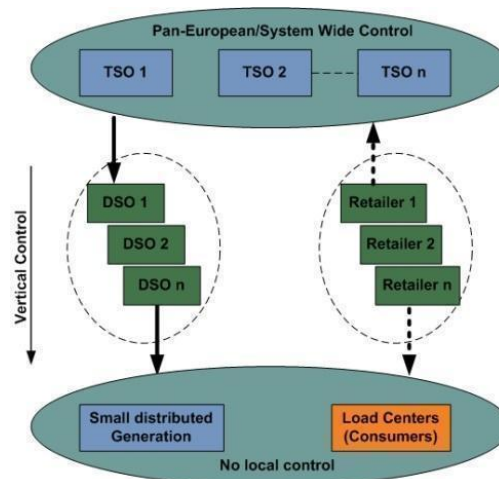 Pan-European/System Wide Control
TSO 1
TSO 2
TSO n
Vertical Control
DSO 1
DSO 2
DSO n
Retailer 1
Retailer 2
Retailer n
Small distributed
Generation
Load Centers
(Consumers)
No local control